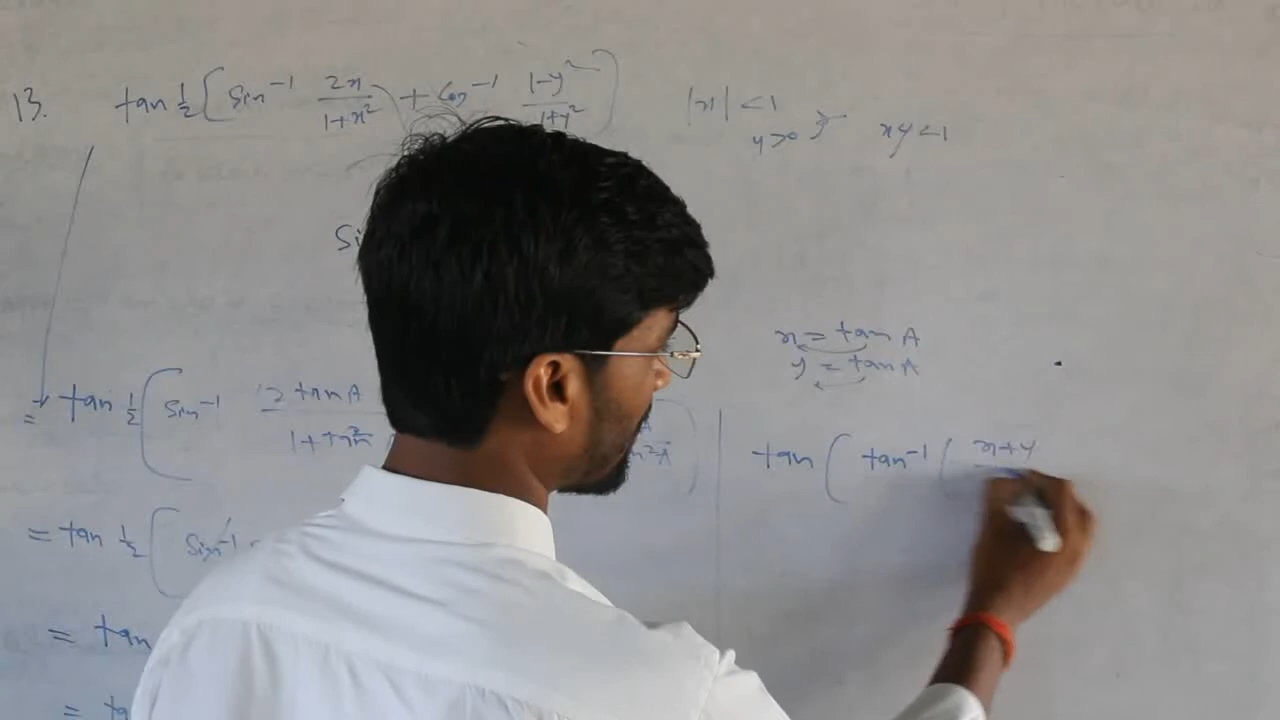 13. tan 1/2 [ Sin⁻¹ 2x/1+x² + Cos⁻¹ 1-y²/1+y² ) |x| < 1
y>0 } xy < 1
Si
x = tan A
y = tan A
= tan 1/2 ( Sin⁻¹ 2 tan A/1 + tan²
tan ( tan⁻¹ ( x+y
= tan 1/2 [ Sin⁻¹
= tan
= ta